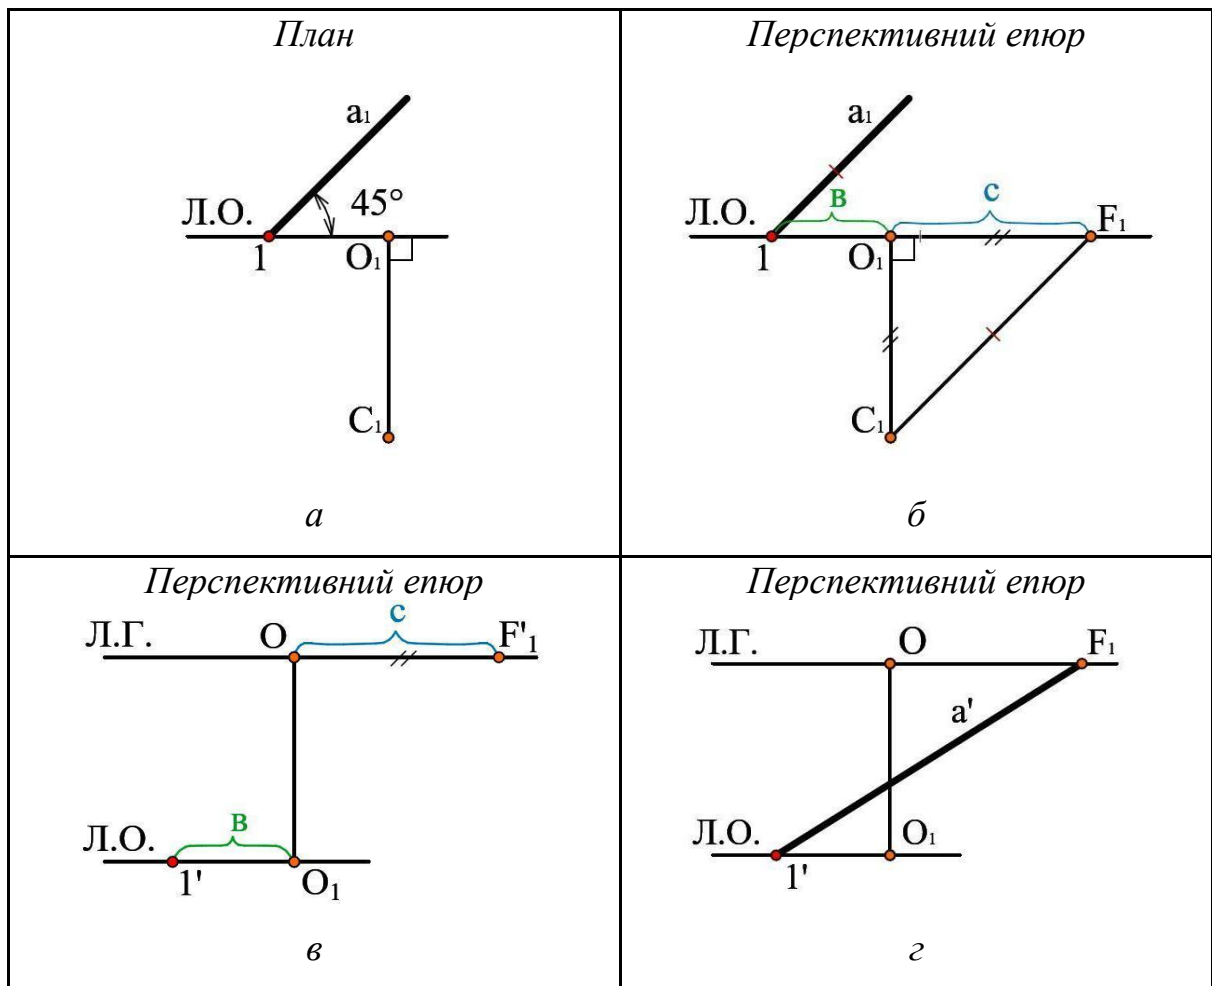 План
a₁
Л.О.
45°
1
O₁
C₁
а
Перспективний епюр
a₁
в
с
Л.О.
F₁
1
O₁
C₁
б
Перспективний епюр
с
Л.Г.
O
F'₁
в
Л.О.
1'
O₁
в
Перспективний епюр
Л.Г.
O
F₁
a'
Л.О.
O₁
1'
г